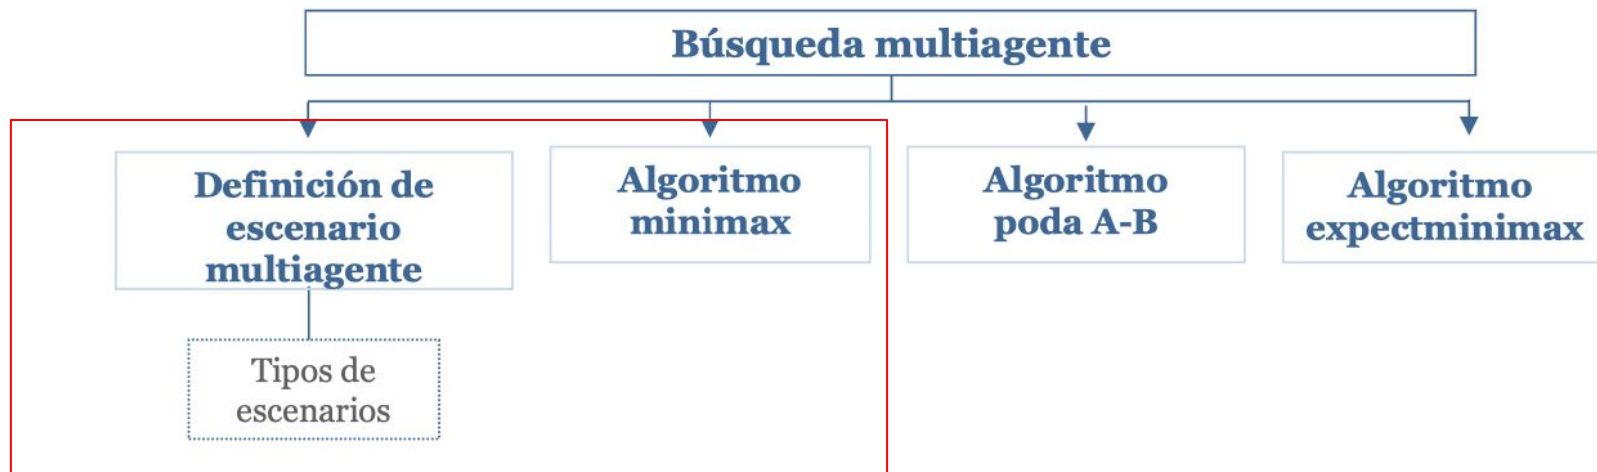 Búsqueda multiagente
Definición de
escenario
multiagente
Algoritmo
minimax
Algoritmo
poda A-B
Algoritmo
expectminimax
Tipos de
escenarios